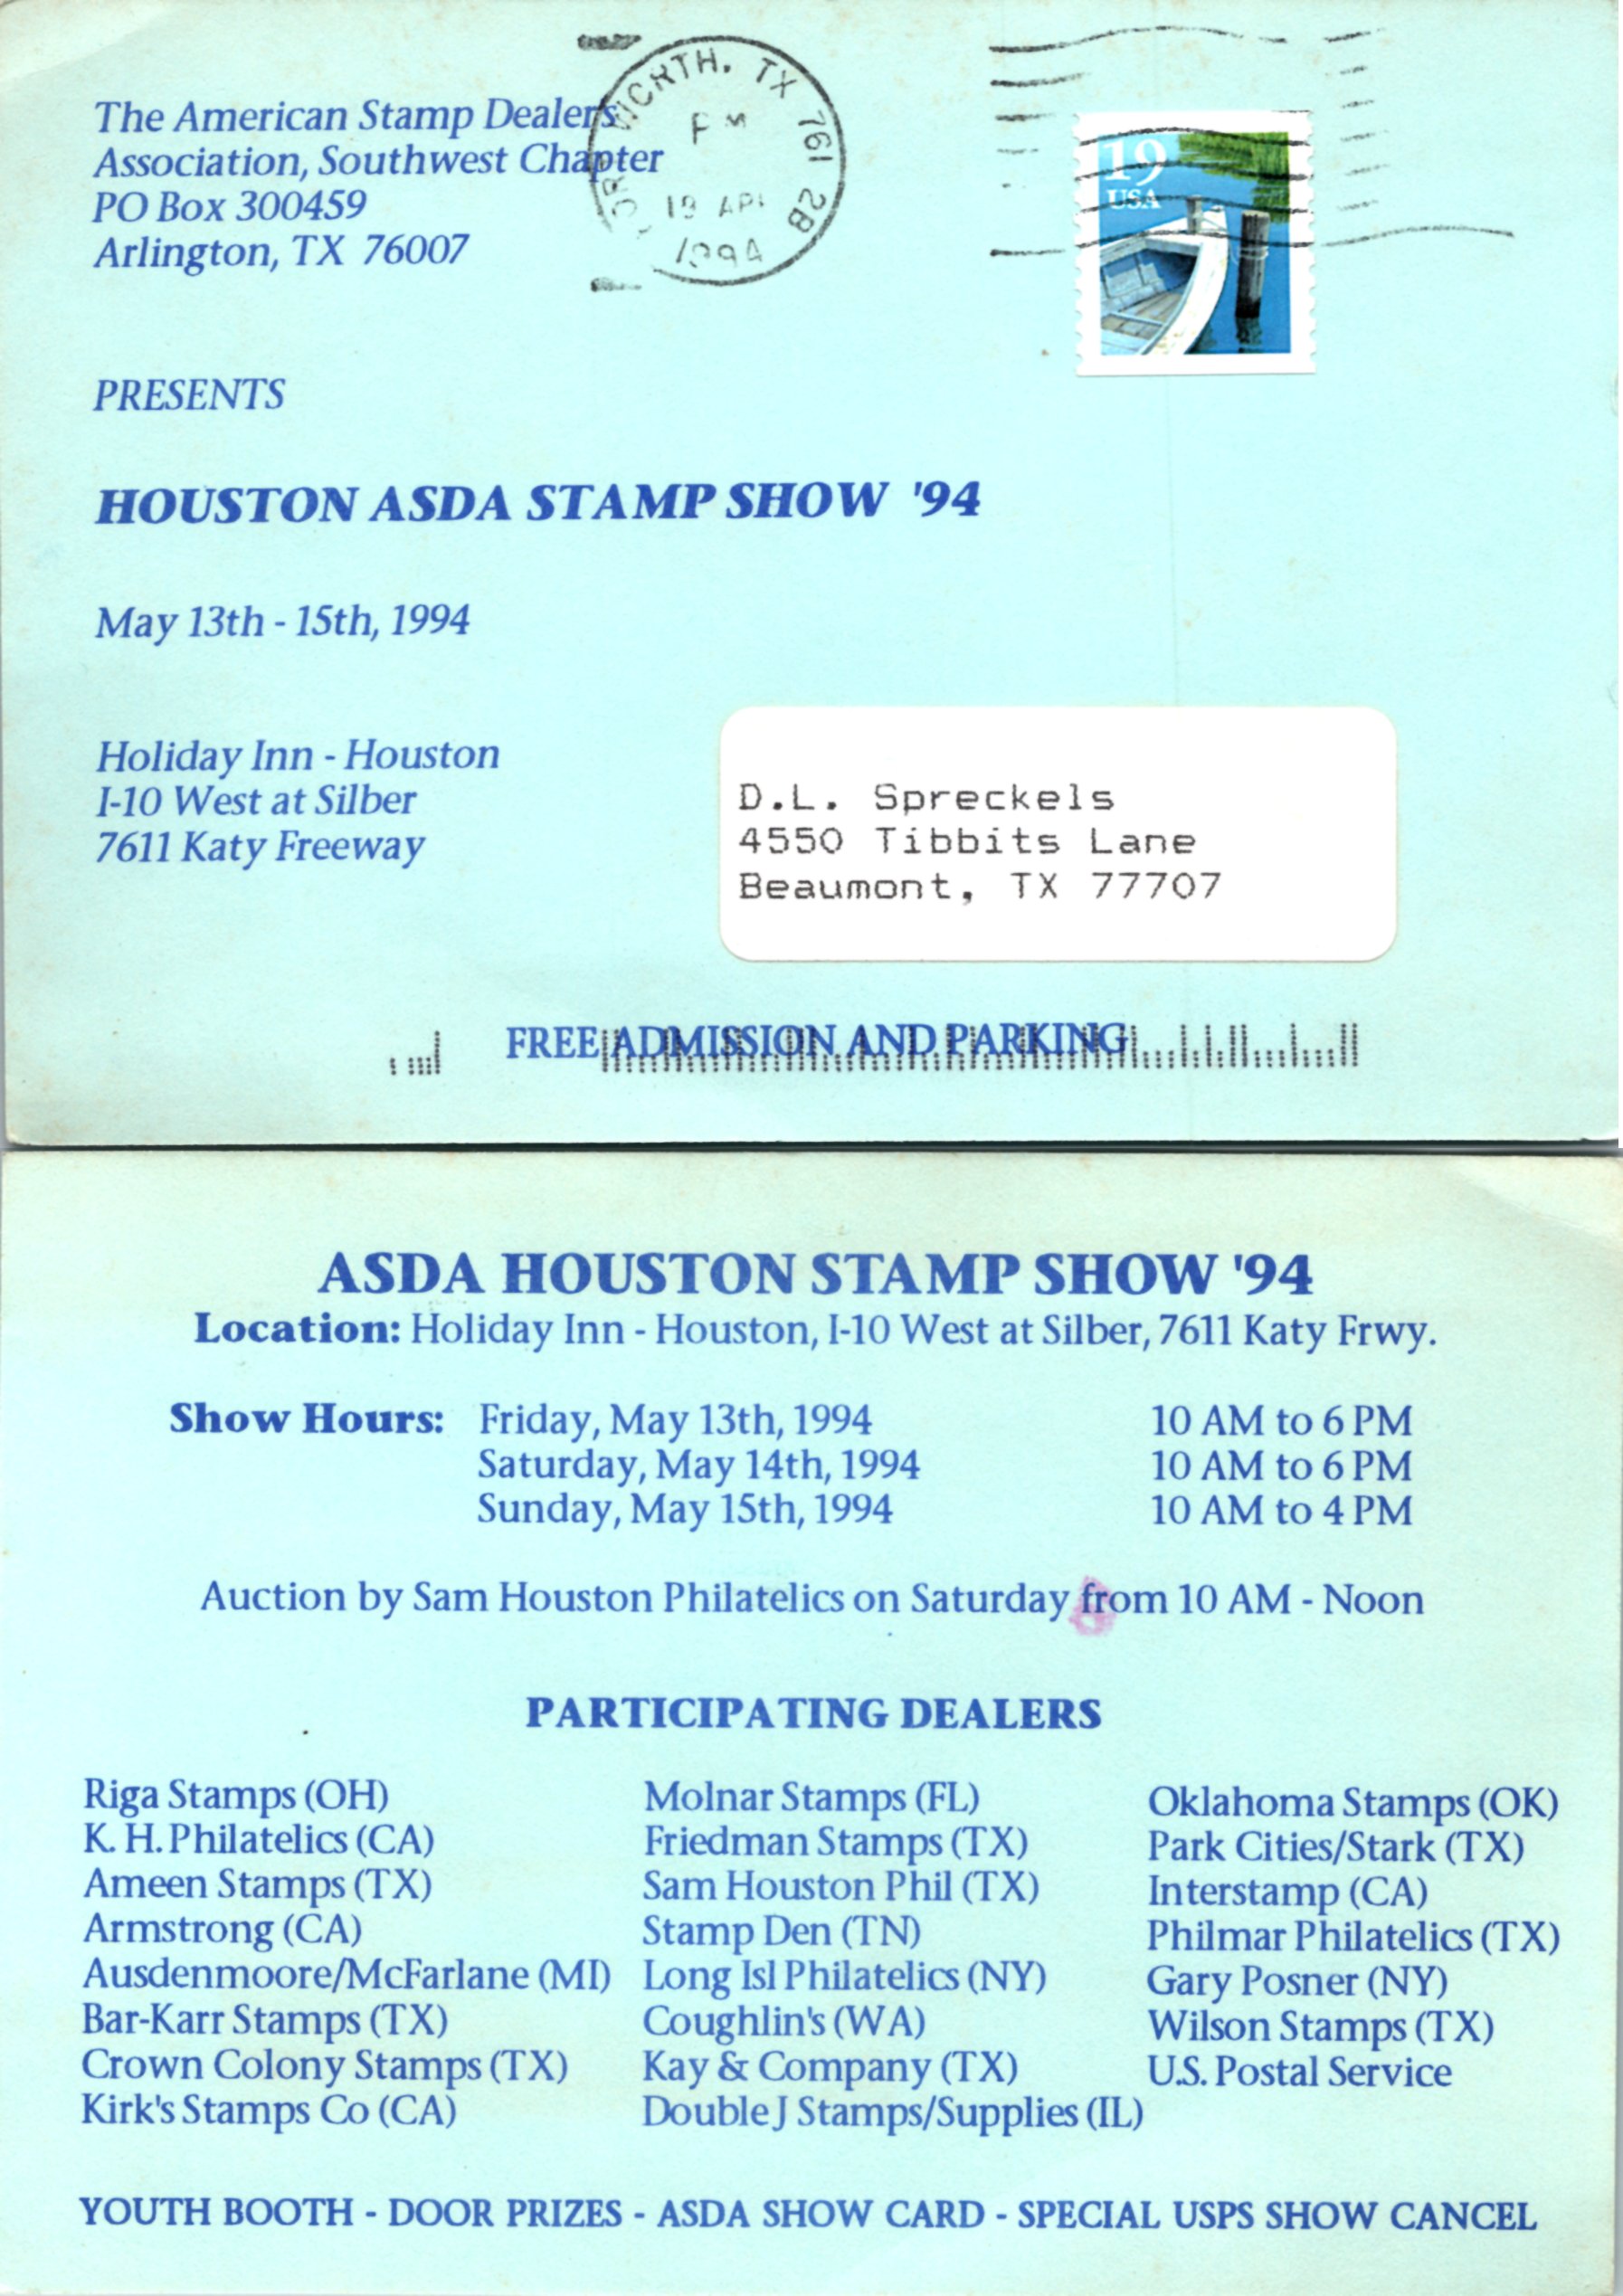 The American Stamp Dealers
Association, Southwest Chapter
PO Box 300459
Arlington, TX 76007
WORTH, TX 761 2B
PM
19 AP
1994
19
USA
PRESENTS
HOUSTON ASDA STAMP SHOW '94
May 13th - 15th, 1994
Holiday Inn - Houston
I-10 West at Silber
7611 Katy Freeway
D.L. Spreckels
4550 Tibbits Lane
Beaumont, TX 77707
FREE ADMISSION AND PARKING
ASDA HOUSTON STAMP SHOW '94
Location: Holiday Inn - Houston, I-10 West at Silber, 7611 Katy Frwy.
Show Hours: Friday, May 13th, 1994 10 AM to 6 PM
Saturday, May 14th, 1994 10 AM to 6 PM
Sunday, May 15th, 1994 10 AM to 4 PM
Auction by Sam Houston Philatelics on Saturday from 10 AM - Noon
PARTICIPATING DEALERS
Riga Stamps (OH)
K. H. Philatelics (CA)
Ameen Stamps (TX)
Armstrong (CA)
Ausdenmoore/McFarlane (MI)
Bar-Karr Stamps (TX)
Crown Colony Stamps (TX)
Kirk's Stamps Co (CA)
Molnar Stamps (FL)
Friedman Stamps (TX)
Sam Houston Phil (TX)
Stamp Den (TN)
Long Isl Philatelics (NY)
Coughlin's (WA)
Kay & Company (TX)
Double J Stamps/Supplies (IL)
Oklahoma Stamps (OK)
Park Cities/Stark (TX)
Interstamp (CA)
Philmar Philatelics (TX)
Gary Posner (NY)
Wilson Stamps (TX)
U.S. Postal Service
YOUTH BOOTH - DOOR PRIZES - ASDA SHOW CARD - SPECIAL USPS SHOW CANCEL